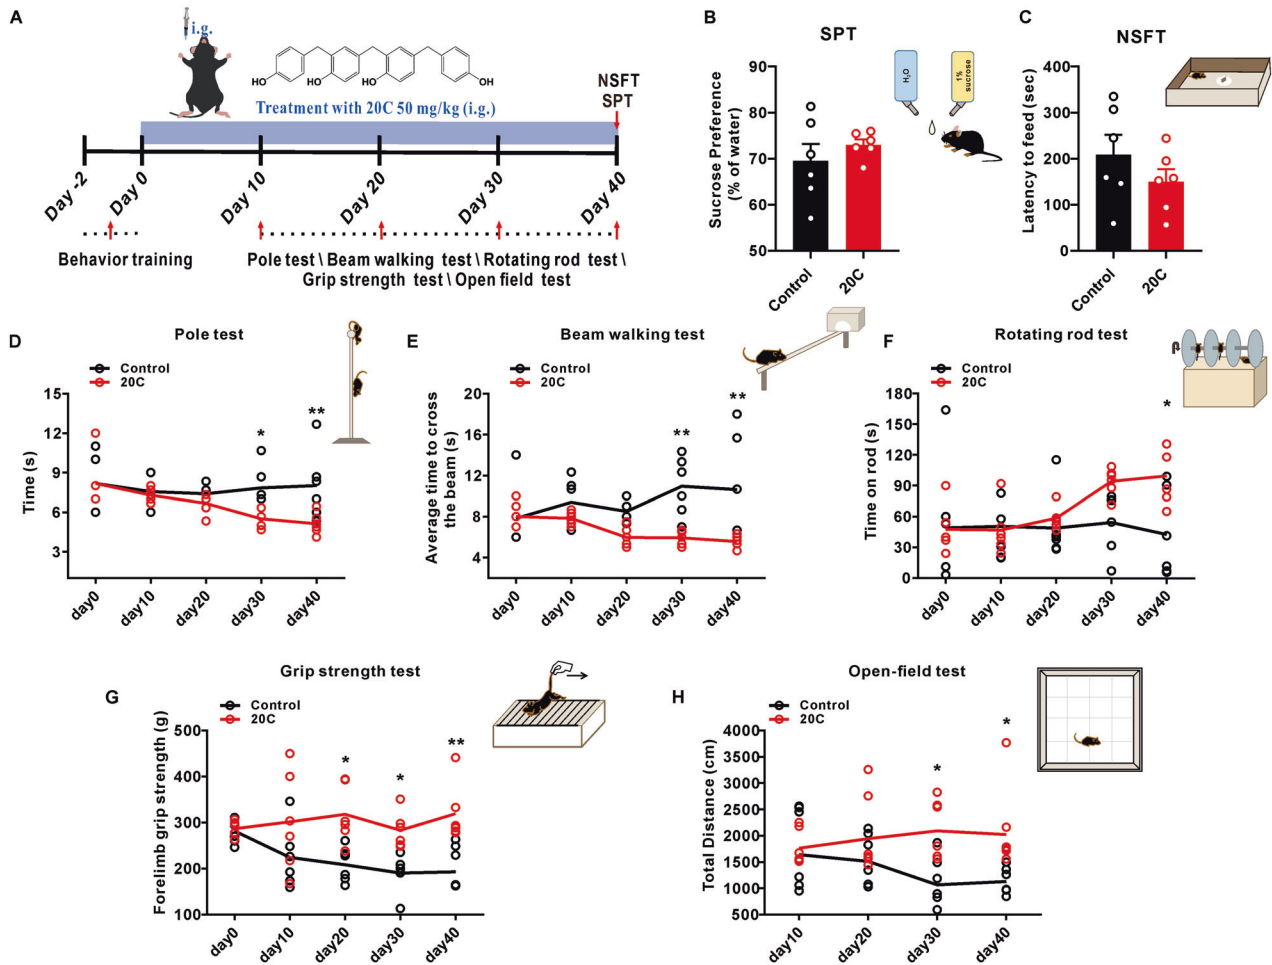 A
i.g.
HO
OH
OH
OH
Treatment with 20C 50 mg/kg (i.g.)
NSFT
SPT
Day -2
Day 0
Day 10
Day 20
Day 30
Day 40
Behavior training
Pole test \ Beam walking test \ Rotating rod test \
Grip strength test \ Open field test
B
SPT
H₂O
1%
sucrose
Sucrose Preference
(% of water)
90
80
70
60
50
Control
20C
C
NSFT
Latency to feed (sec)
400
300
200
100
0
Control
20C
D
Pole test
Control
20C
Time (s)
15
12
9
6
3
*
**
day0
day10
day20
day30
day40
E
Beam walking test
Control
20C
Average time to cross
the beam (s)
20
16
12
8
4
**
**
day0
day10
day20
day30
day40
F
Rotating rod test
Control
20C
Time on rod (s)
180
150
120
90
60
30
0
*
day0
day10
day20
day30
day40
G
Grip strength test
Control
20C
Forelimb grip strength (g)
500
400
300
200
100
*
*
**
day0
day10
day20
day30
day40
H
Open-field test
Control
20C
Total Distance (cm)
4000
3500
3000
2500
2000
1500
1000
500
*
*
day10
day20
day30
day40